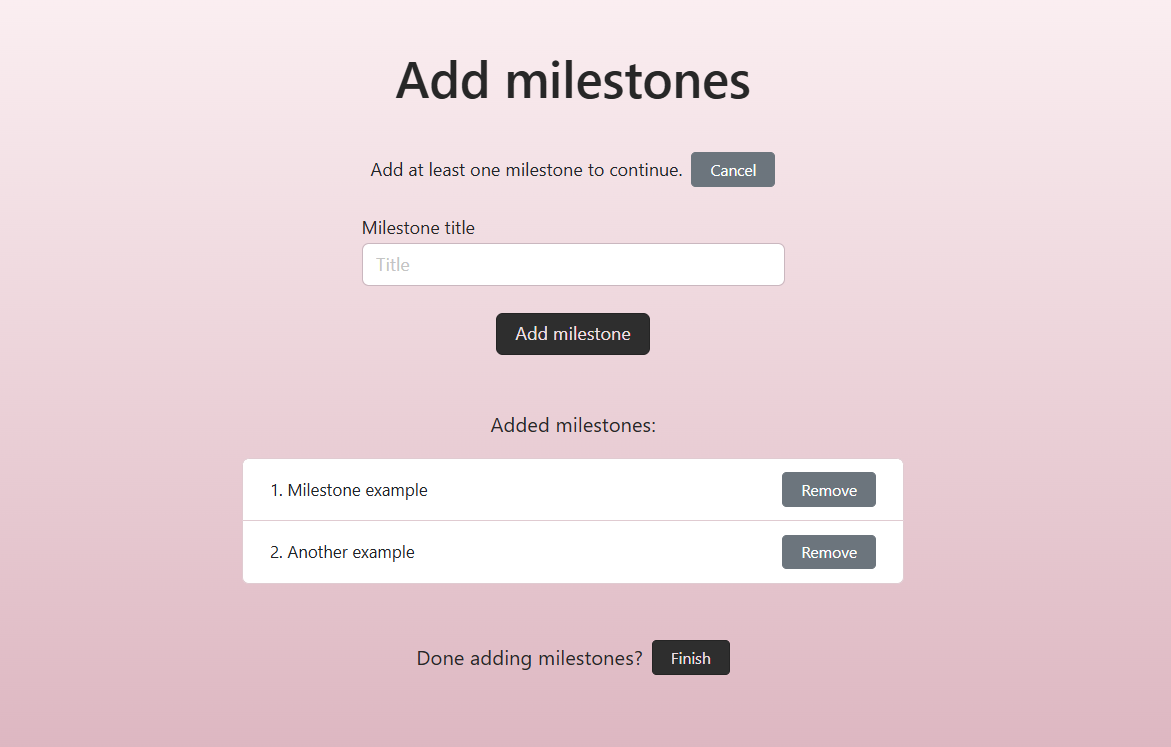 Add milestones
Add at least one milestone to continue. Cancel
Milestone title
Title
Add milestone
Added milestones:
1. Milestone example Remove
2. Another example Remove
Done adding milestones? Finish